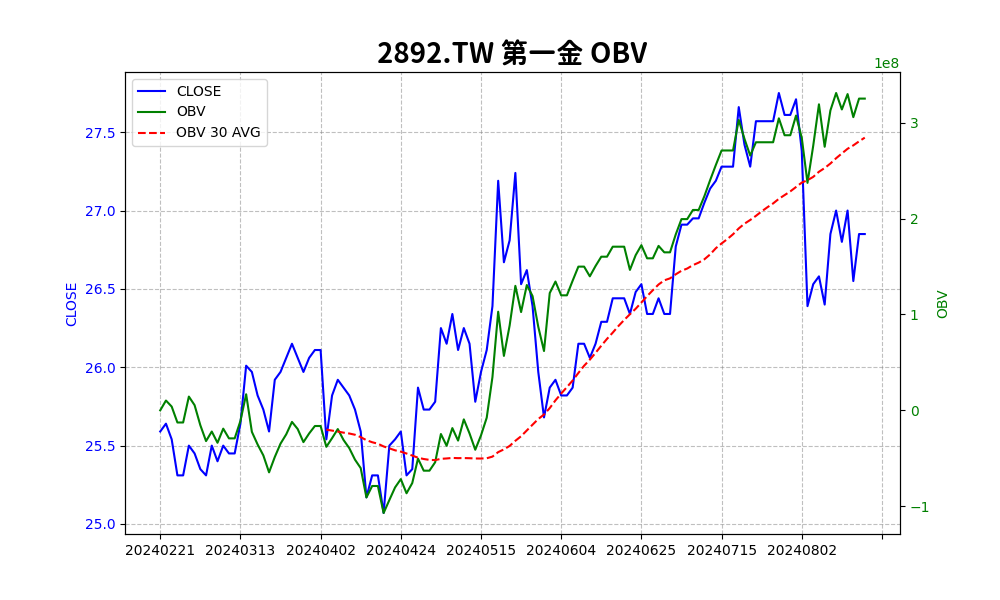 2892.TW 第一金 OBV
1e8
CLOSE
OBV
OBV 30 AVG
27.5
27.0
26.5
26.0
25.5
25.0
CLOSE
3
2
1
0
−1
OBV
20240221 20240313 20240402 20240424 20240515 20240604 20240625 20240715 20240802